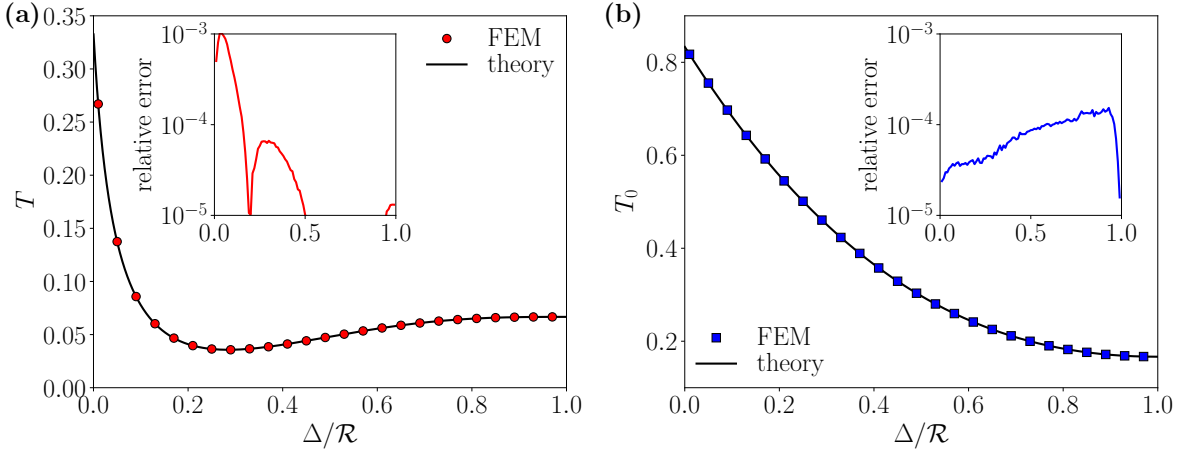 (a)
0.35
0.30
0.25
0.20
0.15
0.10
0.05
0.00
T
0.0 0.2 0.4 0.6 0.8 1.0
Δ/ℛ
FEM
theory
10⁻³
10⁻⁴
10⁻⁵
relative error
0.0 0.5 1.0
(b)
0.8
0.6
0.4
0.2
T₀
0.0 0.2 0.4 0.6 0.8 1.0
Δ/ℛ
FEM
theory
10⁻³
10⁻⁴
10⁻⁵
relative error
0.0 0.5 1.0